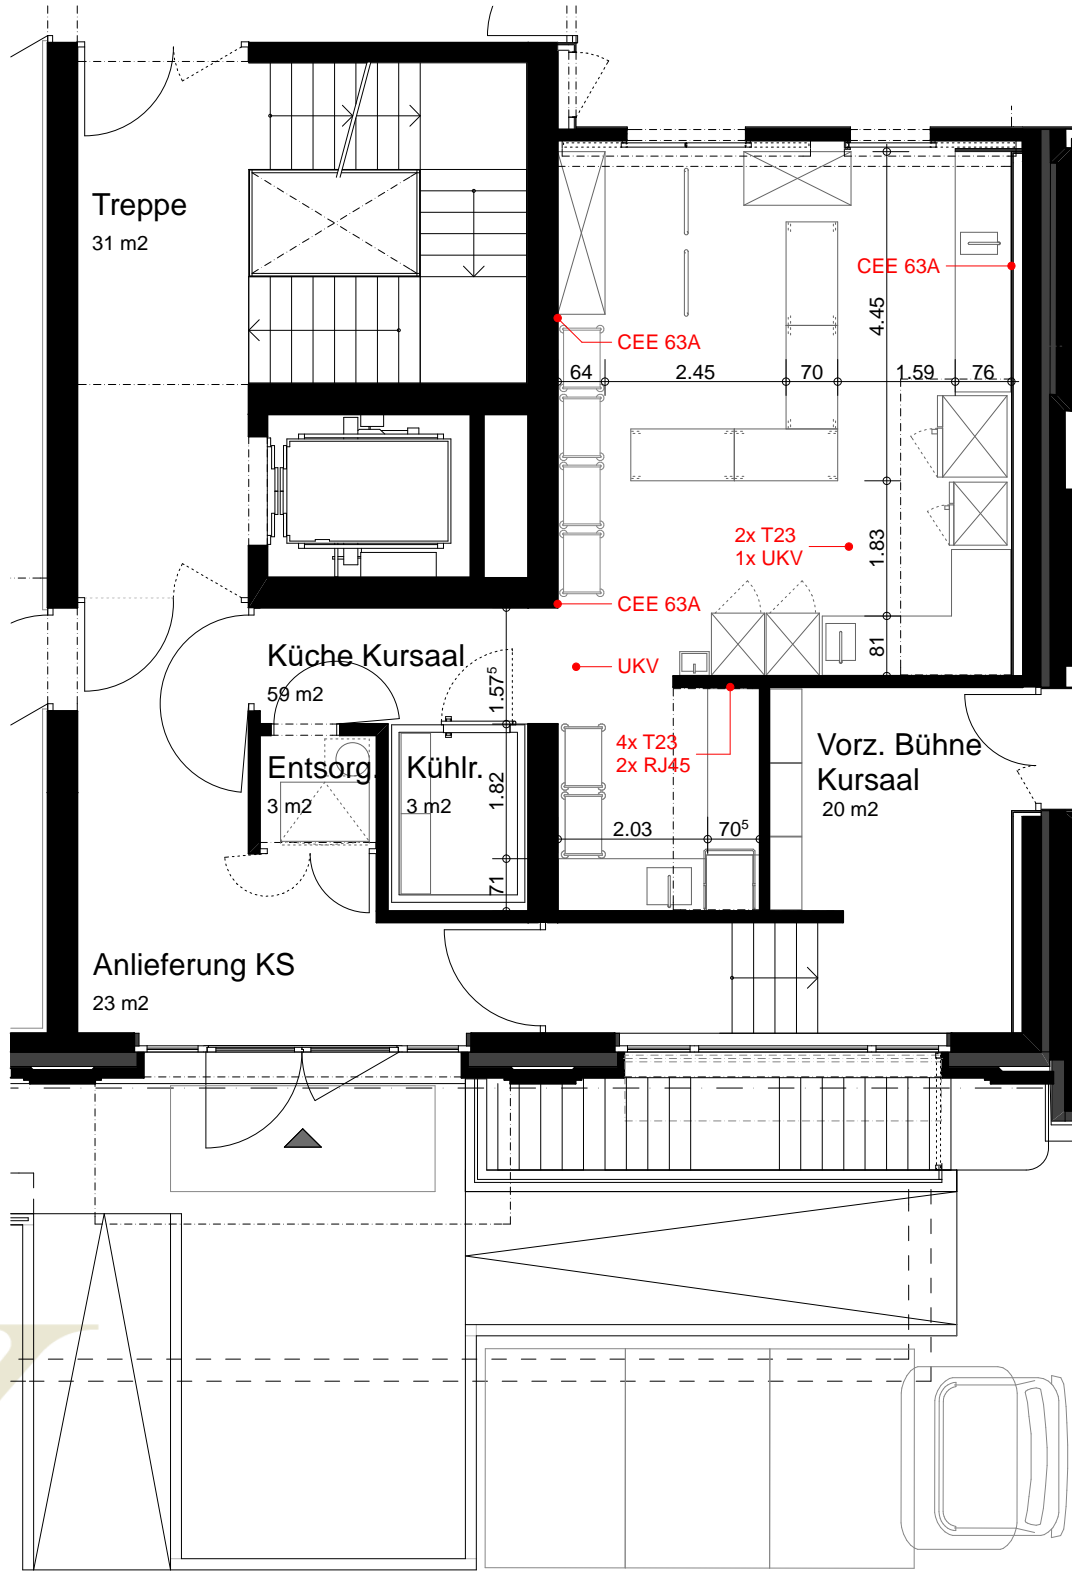 Treppe
31 m2
CEE 63A
CEE 63A
4.45
64
2.45
70
1.59
76
2x T23
1x UKV
1.83
CEE 63A
Küche Kursaal
59 m2
1.57⁵
UKV
81
4x T23
2x RJ45
Entsorg.
3 m2
Kühlr.
3 m2
1.82
Vorz. Bühne
Kursaal
20 m2
2.03
70⁵
71
Anlieferung KS
23 m2